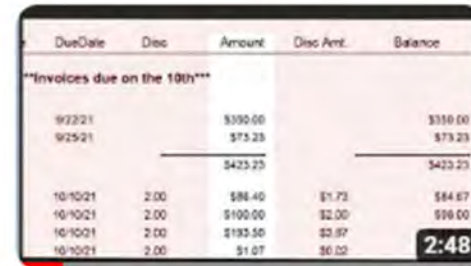 DueDate Disc Amount Disc Amt. Balance
**Invoices due on the 10th***
9/22/21 $350.00 $350.00
9/25/21 $73.23 $73.23
$423.23 $423.23
10/10/21 2.00 $86.40 $1.73 $84.67
10/10/21 2.00 $100.00 $2.00 $98.00
10/10/21 2.00 $193.50 $3.87
10/10/21 2.00 $1.07 $0.02
2:48